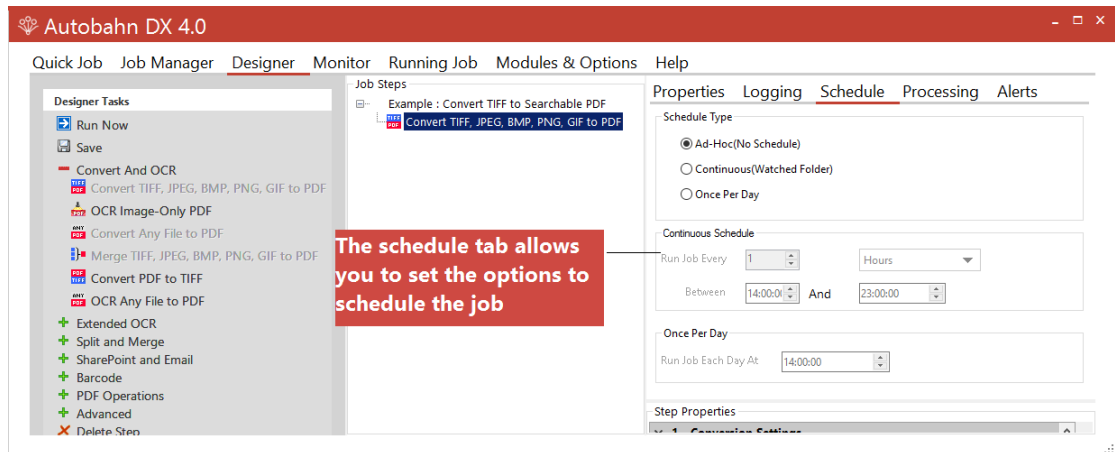 Autobahn DX 4.0
Quick Job Job Manager Designer Monitor Running Job Modules & Options Help
Designer Tasks
Run Now
Save
Convert And OCR
Convert TIFF, JPEG, BMP, PNG, GIF to PDF
OCR Image-Only PDF
Convert Any File to PDF
Merge TIFF, JPEG, BMP, PNG, GIF to PDF
Convert PDF to TIFF
OCR Any File to PDF
Extended OCR
Split and Merge
SharePoint and Email
Barcode
PDF Operations
Advanced
Delete Step
Job Steps
Example : Convert TIFF to Searchable PDF
Convert TIFF, JPEG, BMP, PNG, GIF to PDF
The schedule tab allows
you to set the options to
schedule the job
Properties Logging Schedule Processing Alerts
Schedule Type
Ad-Hoc(No Schedule)
Continuous(Watched Folder)
Once Per Day
Continuous Schedule
Run Job Every 1 Hours
Between 14:00:0 And 23:00:00
Once Per Day
Run Job Each Day At 14:00:00
Step Properties
1. Conversion Settings